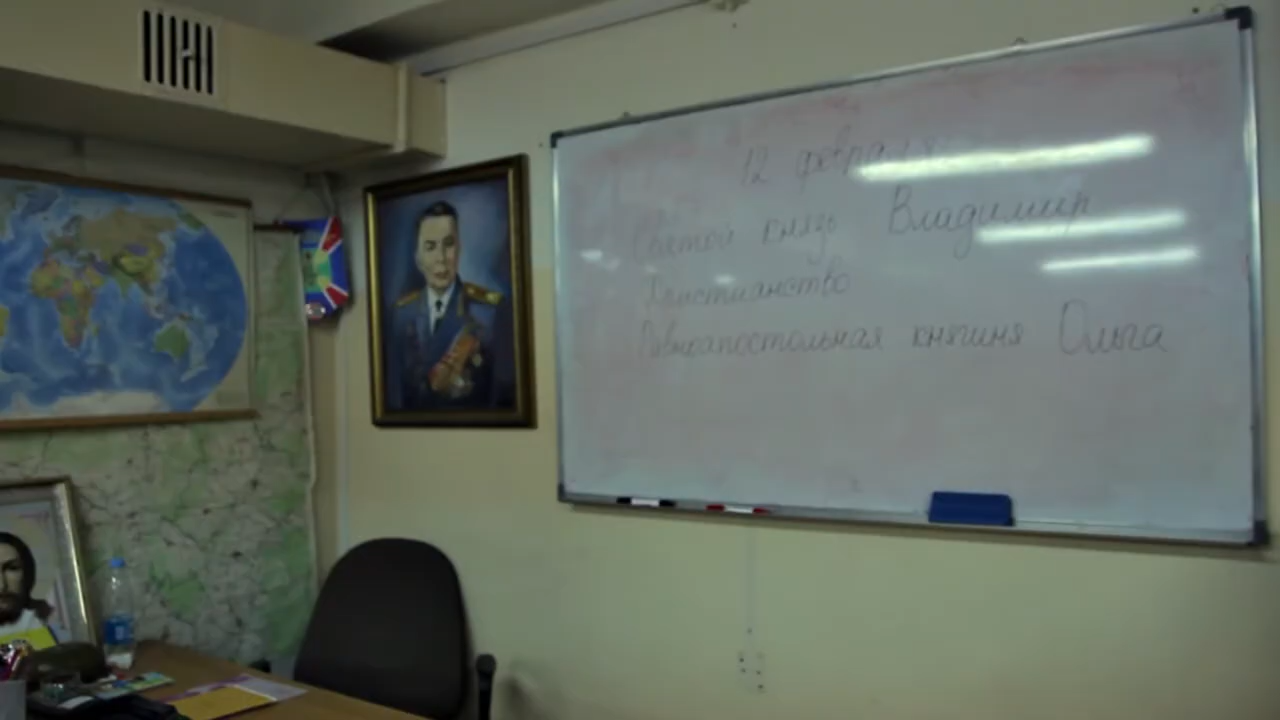 12 февраля
Святой князь Владимир
Христианство
Равноапостольная княгиня Ольга